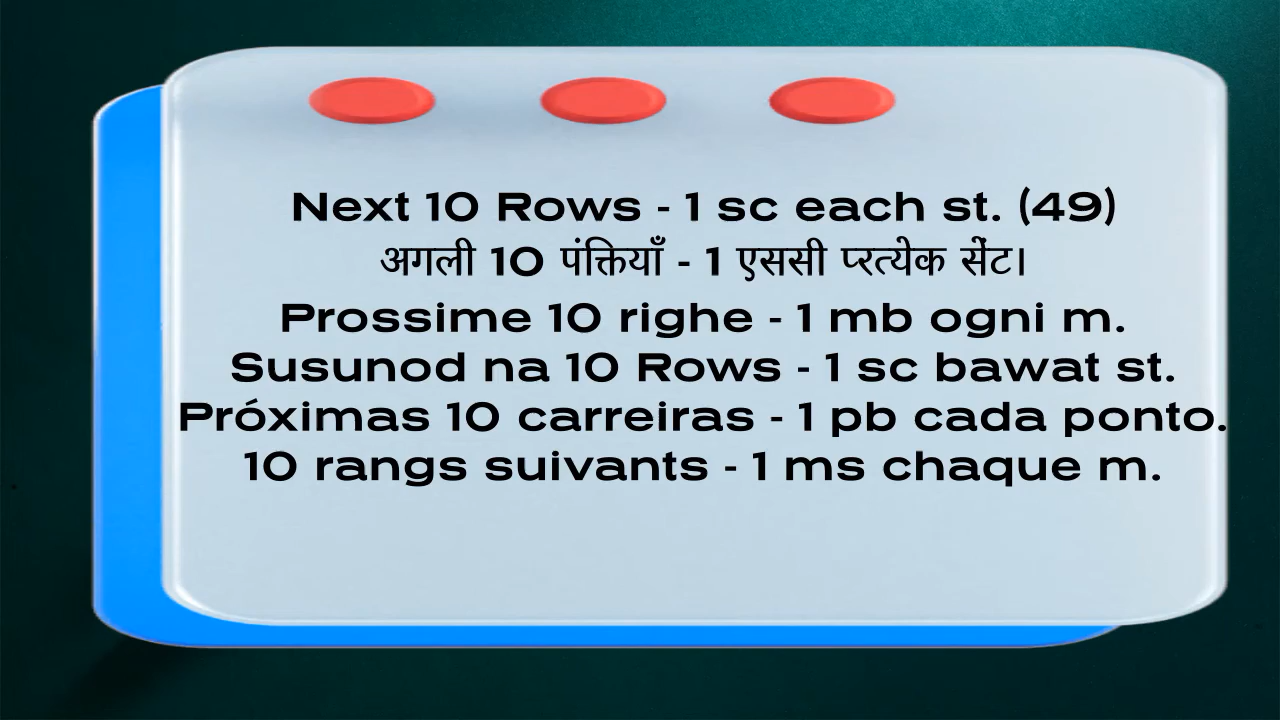 Next 10 Rows - 1 sc each st. (49)
अगली 10 पंक्तियाँ - 1 एससी प्रत्येक सेंट।
Prossime 10 righe - 1 mb ogni m.
Susunod na 10 Rows - 1 sc bawat st.
Próximas 10 carreiras - 1 pb cada ponto.
10 rangs suivants - 1 ms chaque m.